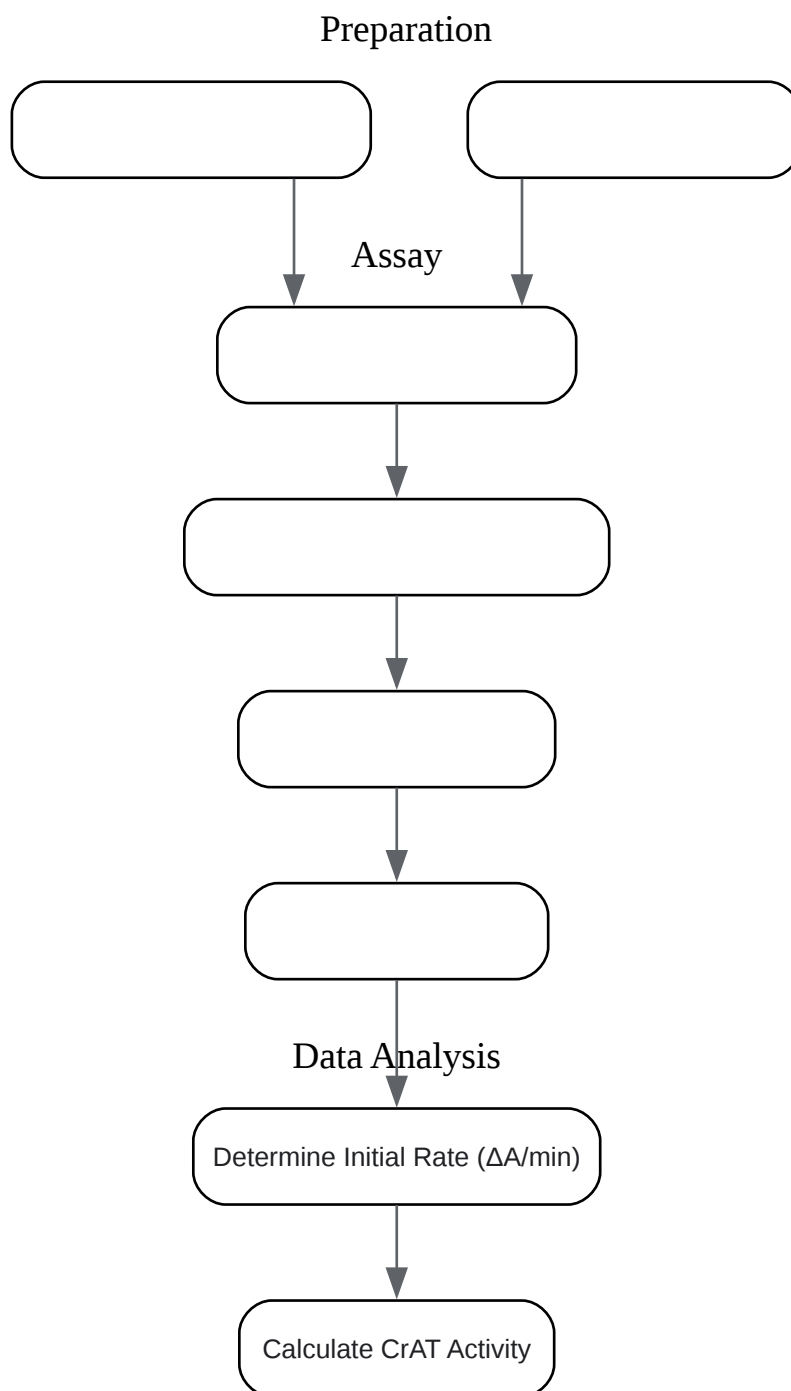 Preparation
Assay
Data Analysis
Determine Initial Rate (ΔA/min)
Calculate CrAT Activity